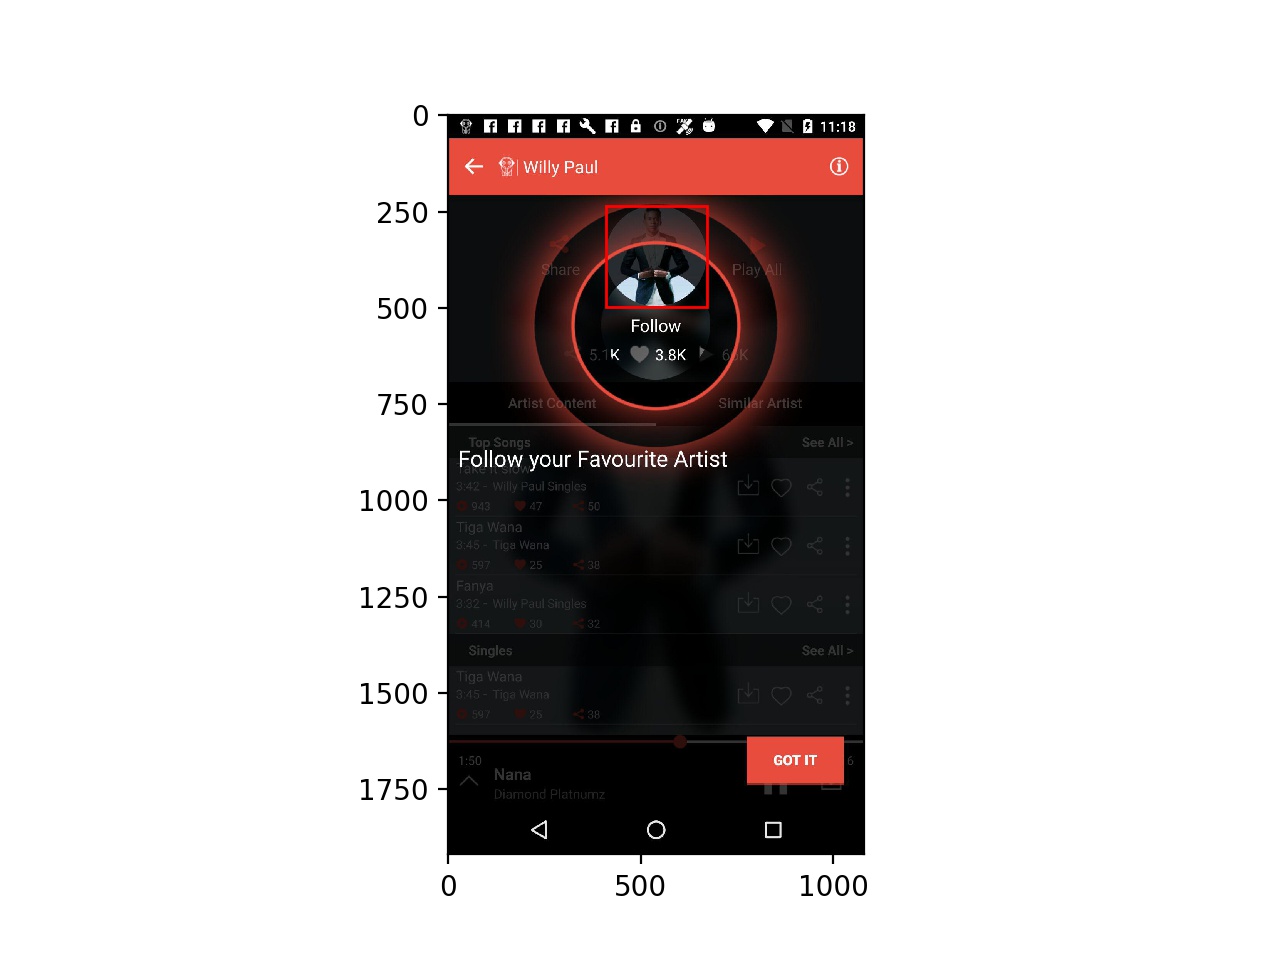 0
250
500
750
1000
1250
1500
1750
0
500
1000
11:18
Willy Paul
Share
Play All
Follow
5.1K
3.8K
Artist Content
Similar Artist
Top Songs
See All >
Follow your Favourite Artist
Take it slow
3:42 - Willy Paul Singles
943 47 50
Tiga Wana
3:45 - Tiga Wana
597 25 38
Fanya
3:32 - Willy Paul Singles
414 30 32
Singles
See All >
Tiga Wana
3:45 - Tiga Wana
597 25 38
1:50
GOT IT
Nana
Diamond Platnumz